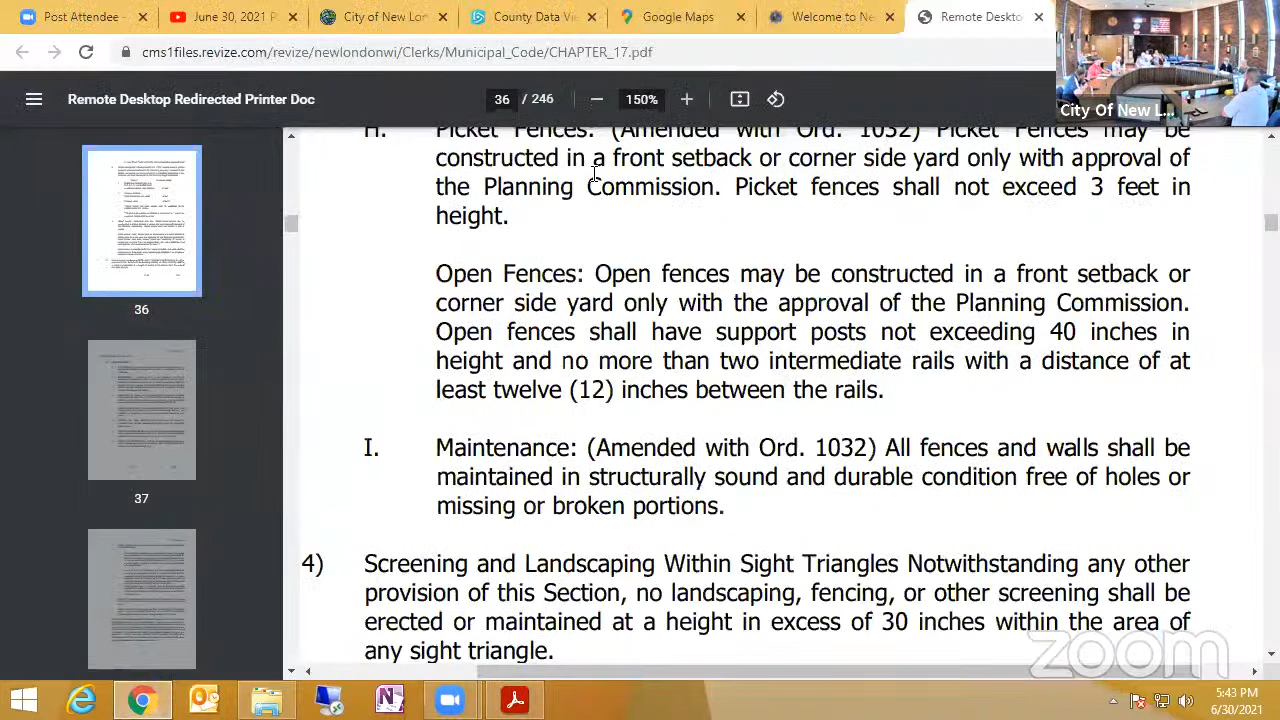 Post Attendee
June 30, 2021 P
City of New Lon
County Data Vi
Google Maps
Welcome to N
Remote Deskto
cms1files.revize.com/revize/newlondonwi/Clerk/Municipal_Code/CHAPTER_17.pdf
Remote Desktop Redirected Printer Doc
36 / 246
150%
City Of New L...
H. Picket Fences: (Amended with Ord. 1032) Picket Fences may be
constructed in a front setback or corner side yard only with approval of
the Planning Commission. Picket fences shall not exceed 3 feet in
height.
Open Fences: Open fences may be constructed in a front setback or
corner side yard only with the approval of the Planning Commission.
Open fences shall have support posts not exceeding 40 inches in
height and no more than two intermediate rails with a distance of at
least twelve (12) inches between the rails.
I. Maintenance: (Amended with Ord. 1032) All fences and walls shall be
maintained in structurally sound and durable condition free of holes or
missing or broken portions.
4) Screening and Landscaping Within Sight Triangles Notwithstanding any other
provision of this Section, no landscaping, fencing, or other screening shall be
erected or maintained at a height in excess of 30 inches within the area of
any sight triangle.
36
37
zoom
5:43 PM
6/30/2021